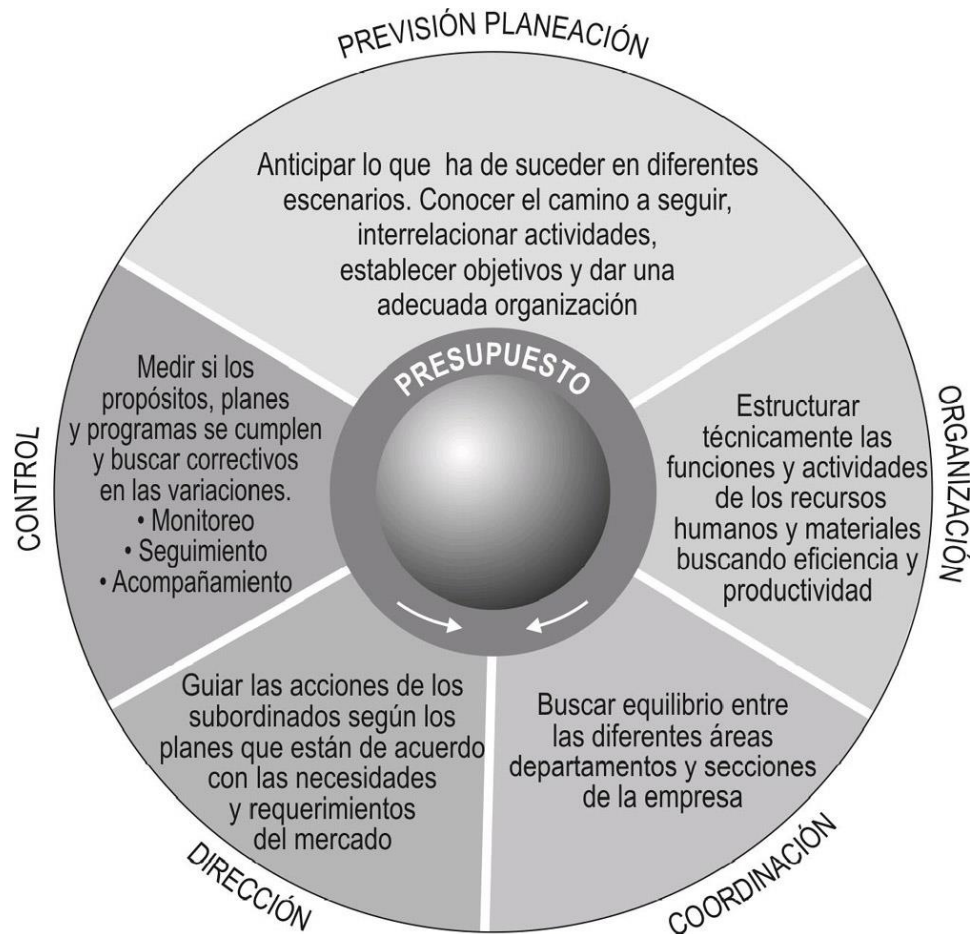 PREVISIÓN PLANEACIÓN
Anticipar lo que ha de suceder en diferentes
escenarios. Conocer el camino a seguir,
interrelacionar actividades,
establecer objetivos y dar una
adecuada organización
PRESUPUESTO
ORGANIZACIÓN
Estructurar
técnicamente las
funciones y actividades
de los recursos
humanos y materiales
buscando eficiencia y
productividad
COORDINACIÓN
Buscar equilibrio entre
las diferentes áreas
departamentos y secciones
de la empresa
DIRECCIÓN
Guiar las acciones de los
subordinados según los
planes que están de acuerdo
con las necesidades
y requerimientos
del mercado
CONTROL
Medir si los
propósitos, planes
y programas se cumplen
y buscar correctivos
en las variaciones.
• Monitoreo
• Seguimiento
• Acompañamiento